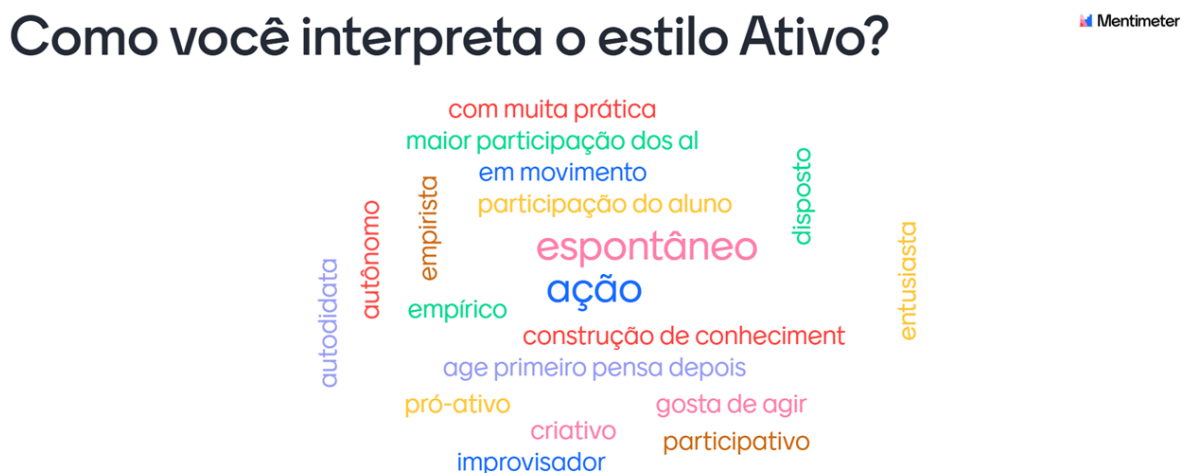 Como você interpreta o estilo Ativo?
Mentimeter
com muita prática
maior participação dos al
em movimento
participação do aluno
disposto
empirista
autônomo
espontâneo
entusiasta
autodidata
ação
empírico
construção de conheciment
age primeiro pensa depois
pró-ativo
gosta de agir
criativo
participativo
improvisador